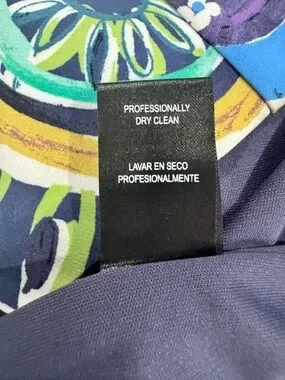 PROFESSIONALLY
DRY CLEAN
LAVAR EN SECO
PROFESIONALMENTE